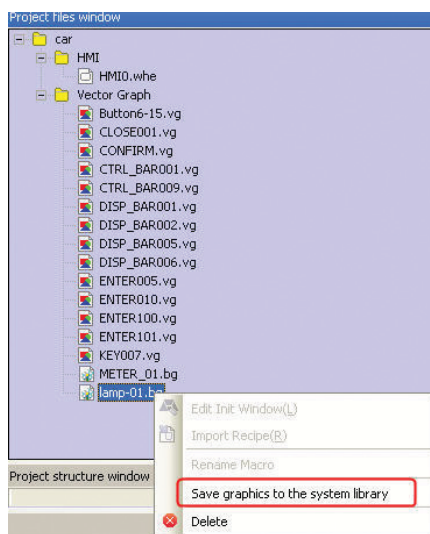 Project files window
car
HMI
HMI0.whe
Vector Graph
Button6-15.vg
CLOSE001.vg
CONFIRM.vg
CTRL_BAR001.vg
CTRL_BAR009.vg
DISP_BAR001.vg
DISP_BAR002.vg
DISP_BAR005.vg
DISP_BAR006.vg
ENTER005.vg
ENTER010.vg
ENTER100.vg
ENTER101.vg
KEY007.vg
METER_01.bg
lamp-01.bg
Edit Init Window(L)
Import Recipe(R)
Rename Macro
Project structure window
Save graphics to the system library
Delete